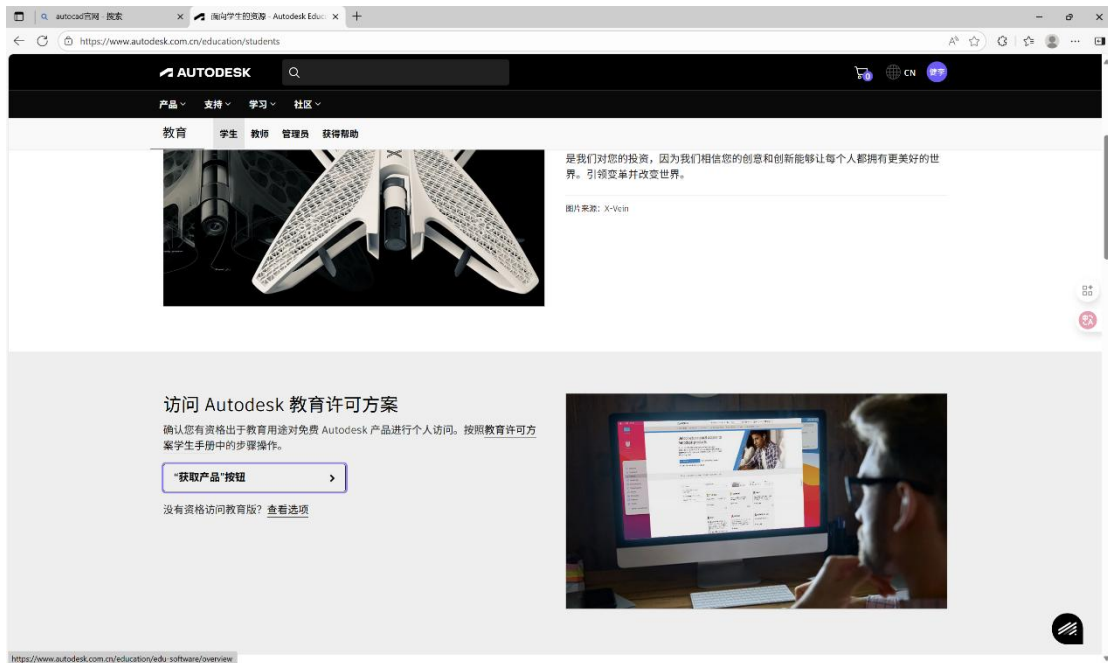 autocad官网 - 搜索
面向学生的资源 - Autodesk Educ
https://www.autodesk.com.cn/education/students
AUTODESK
0
CN
健宇
产品
支持
学习
社区
教育
学生
教师
管理员
获得帮助
是我们对您的投资，因为我们相信您的创意和创新能够让每个人都拥有更美好的世
界。引领变革并改变世界。
图片来源：X-Vein
访问 Autodesk 教育许可方案
确认您有资格出于教育用途对免费 Autodesk 产品进行个人访问。按照教育许可方
案学生手册中的步骤操作。
“获取产品”按钮
没有资格访问教育版？ 查看选项
https://www.autodesk.com.cn/education/edu-software/overview